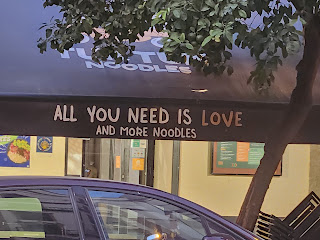 NOODLES
ALL YOU NEED IS LOVE
AND MORE NOODLES